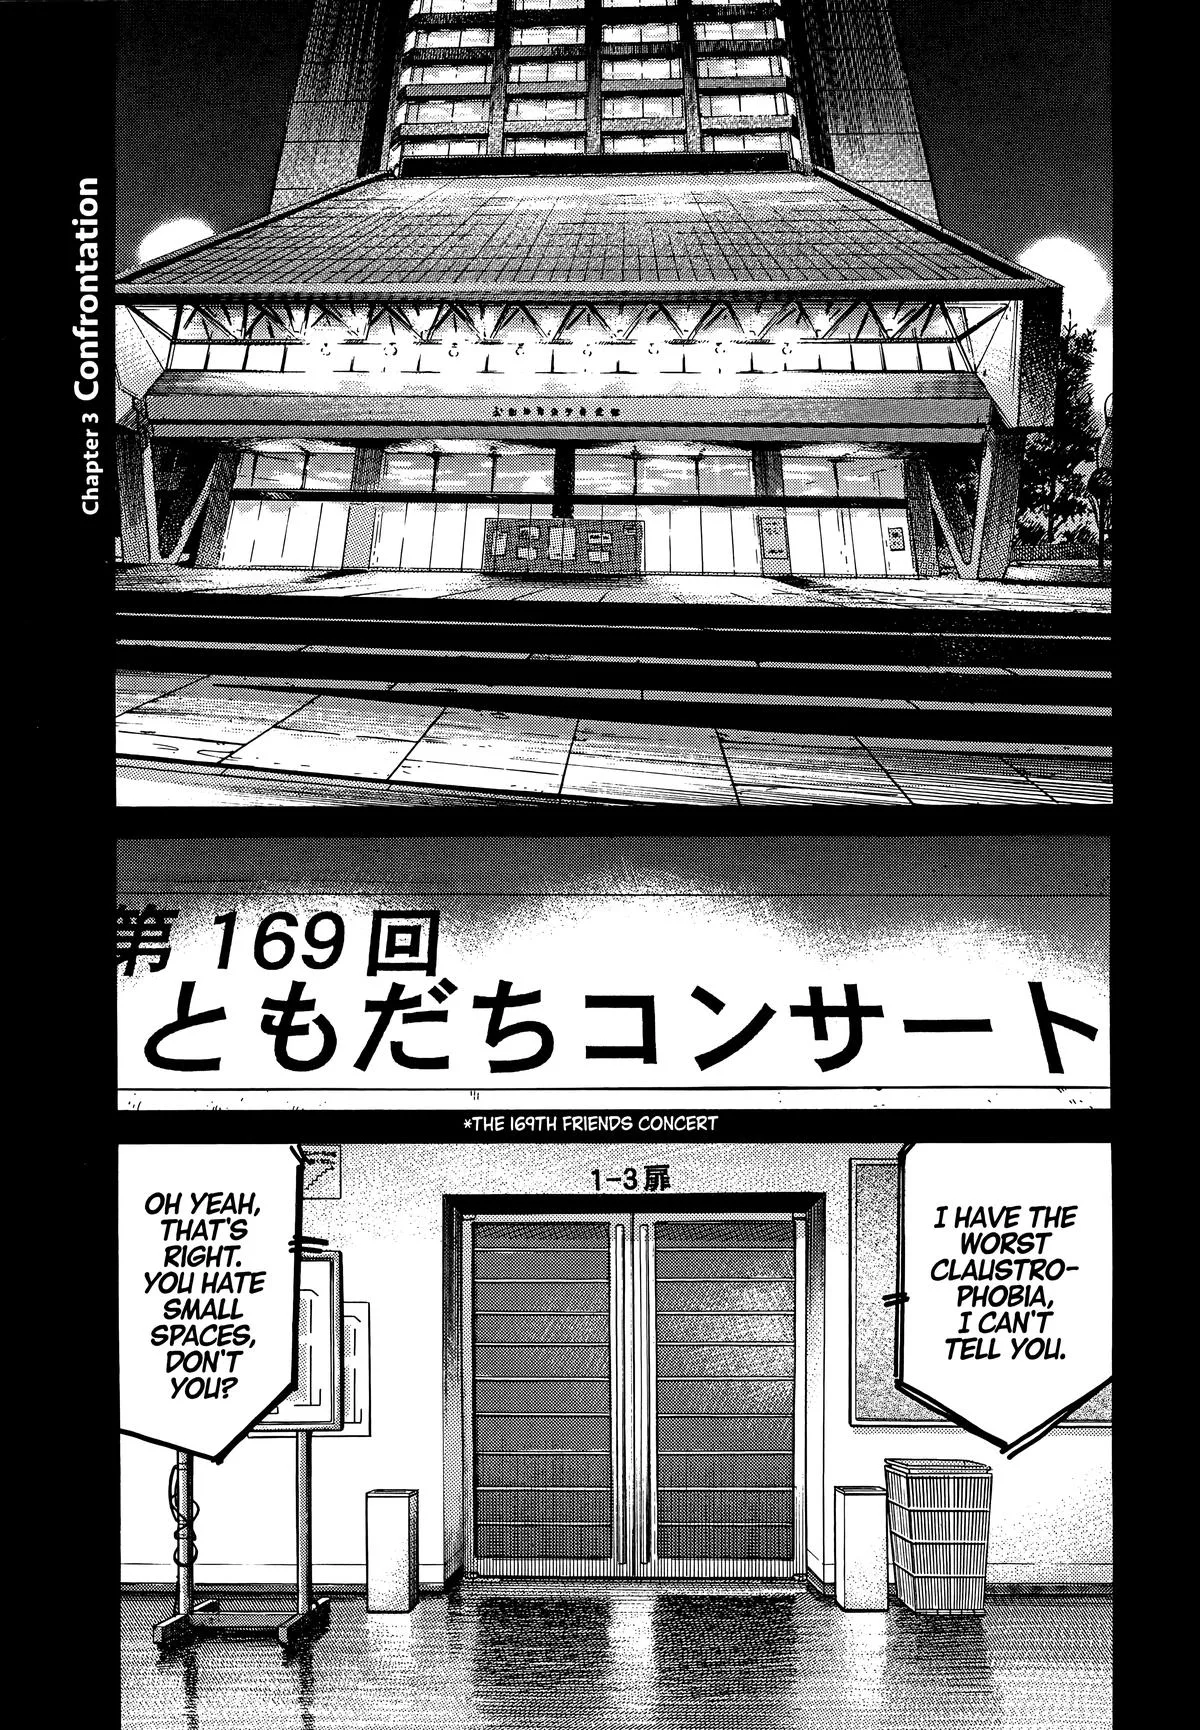 Chapter 3 Confrontation
第169回
ともだちコンサート
*THE 169TH FRIENDS CONCERT
1-3扉
I HAVE THE
WORST
CLAUSTRO-
PHOBIA,
I CAN'T
TELL YOU.
OH YEAH,
THAT'S
RIGHT.
YOU HATE
SMALL
SPACES,
DON'T
YOU?